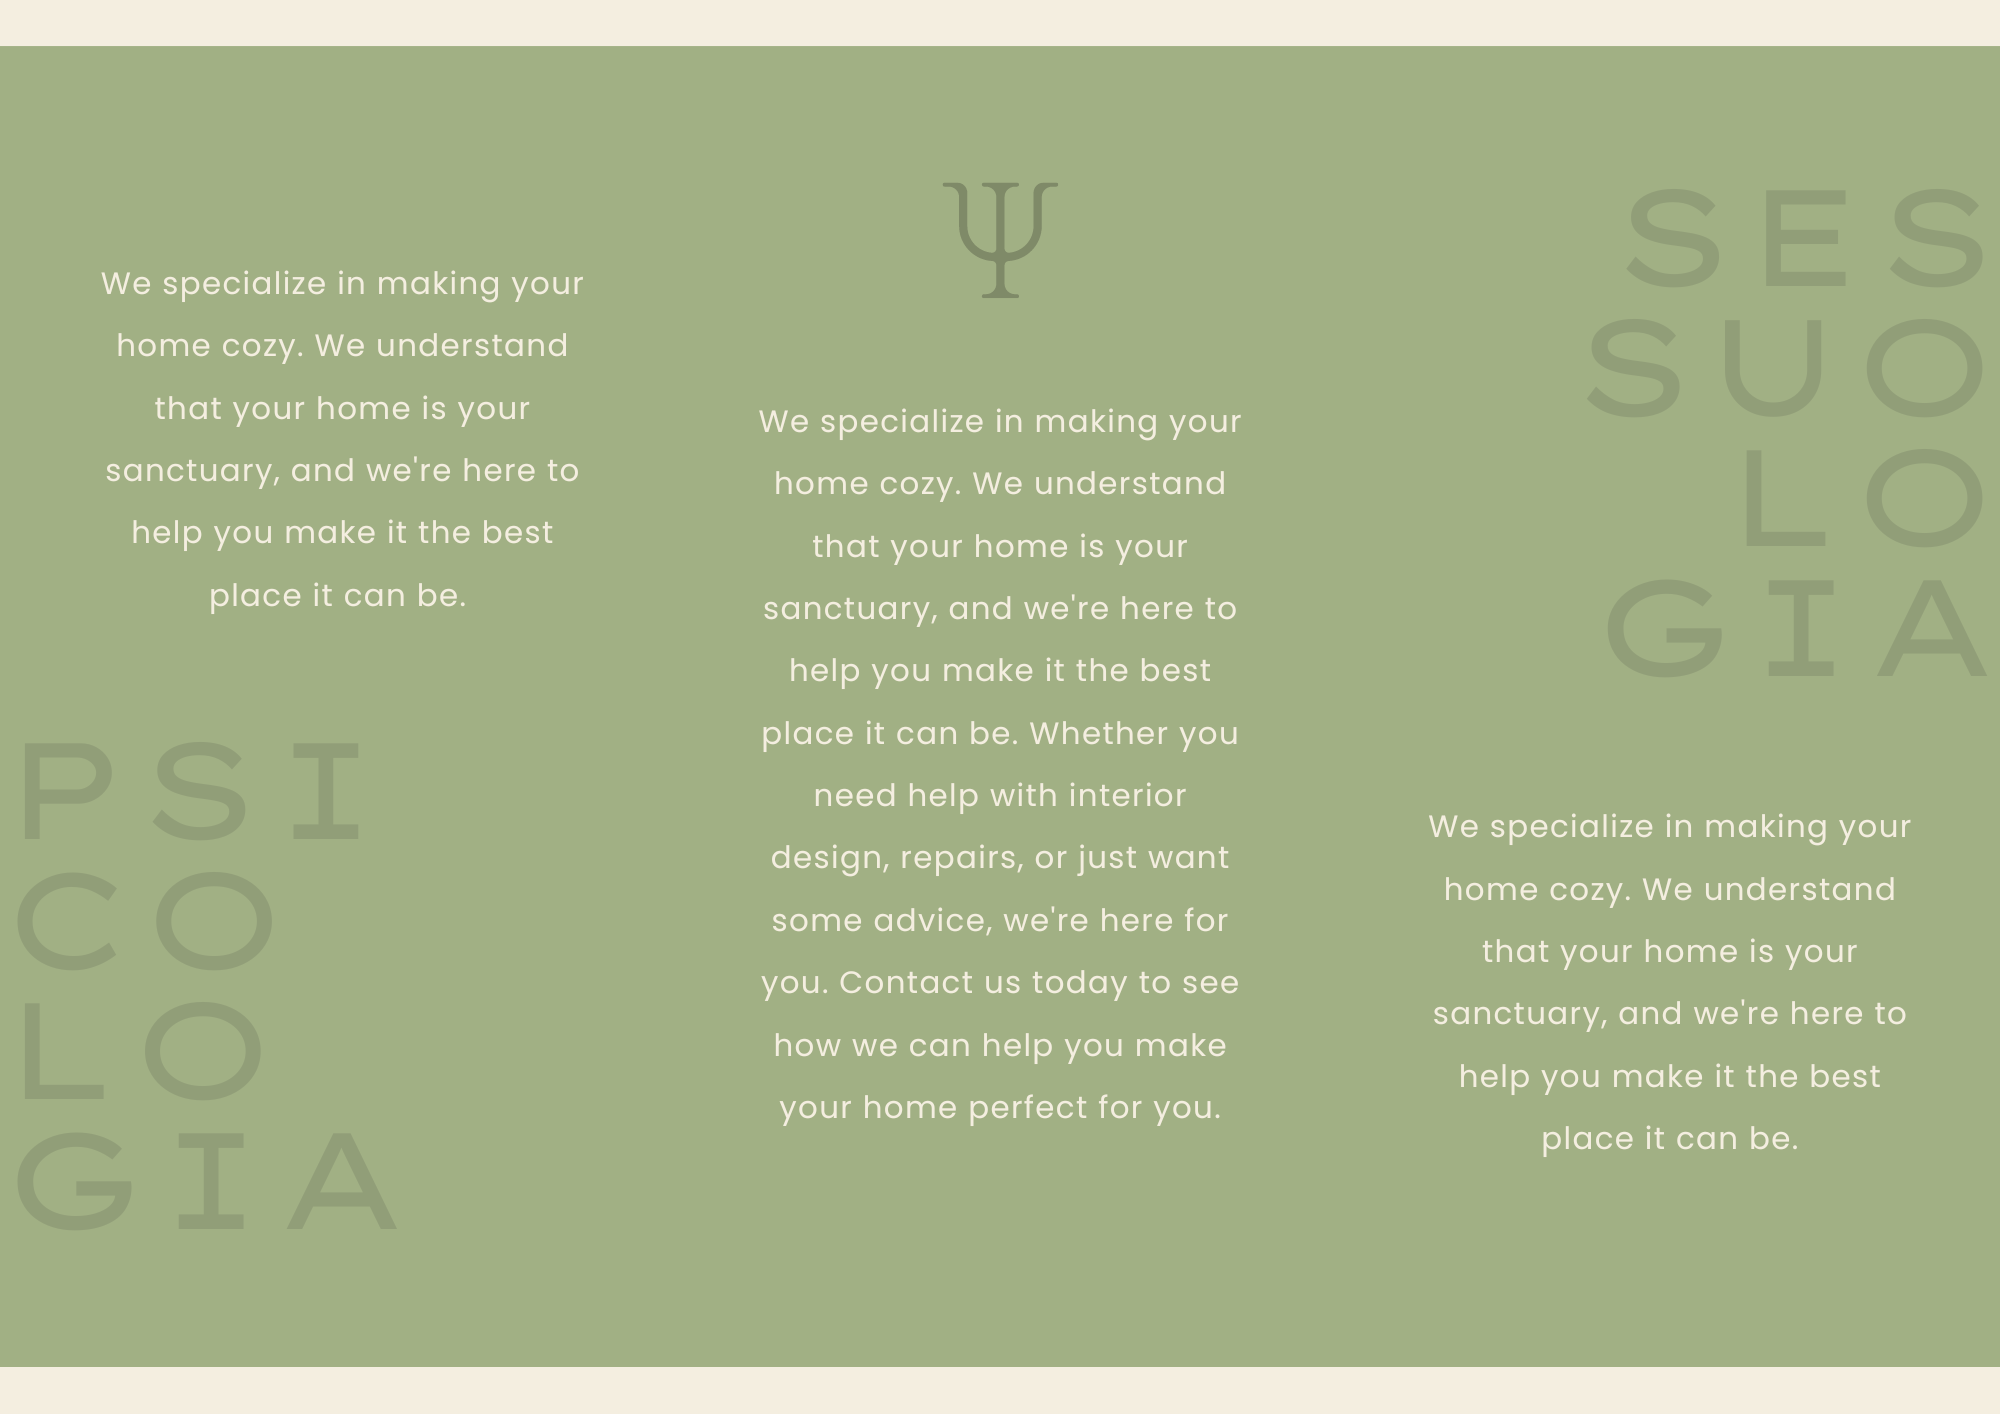 We specialize in making your
home cozy. We understand
that your home is your
sanctuary, and we're here to
help you make it the best
place it can be.
PSI
CO
LO
GIA
Ψ
We specialize in making your
home cozy. We understand
that your home is your
sanctuary, and we're here to
help you make it the best
place it can be. Whether you
need help with interior
design, repairs, or just want
some advice, we're here for
you. Contact us today to see
how we can help you make
your home perfect for you.
SES
SUO
LO
GIA
We specialize in making your
home cozy. We understand
that your home is your
sanctuary, and we're here to
help you make it the best
place it can be.